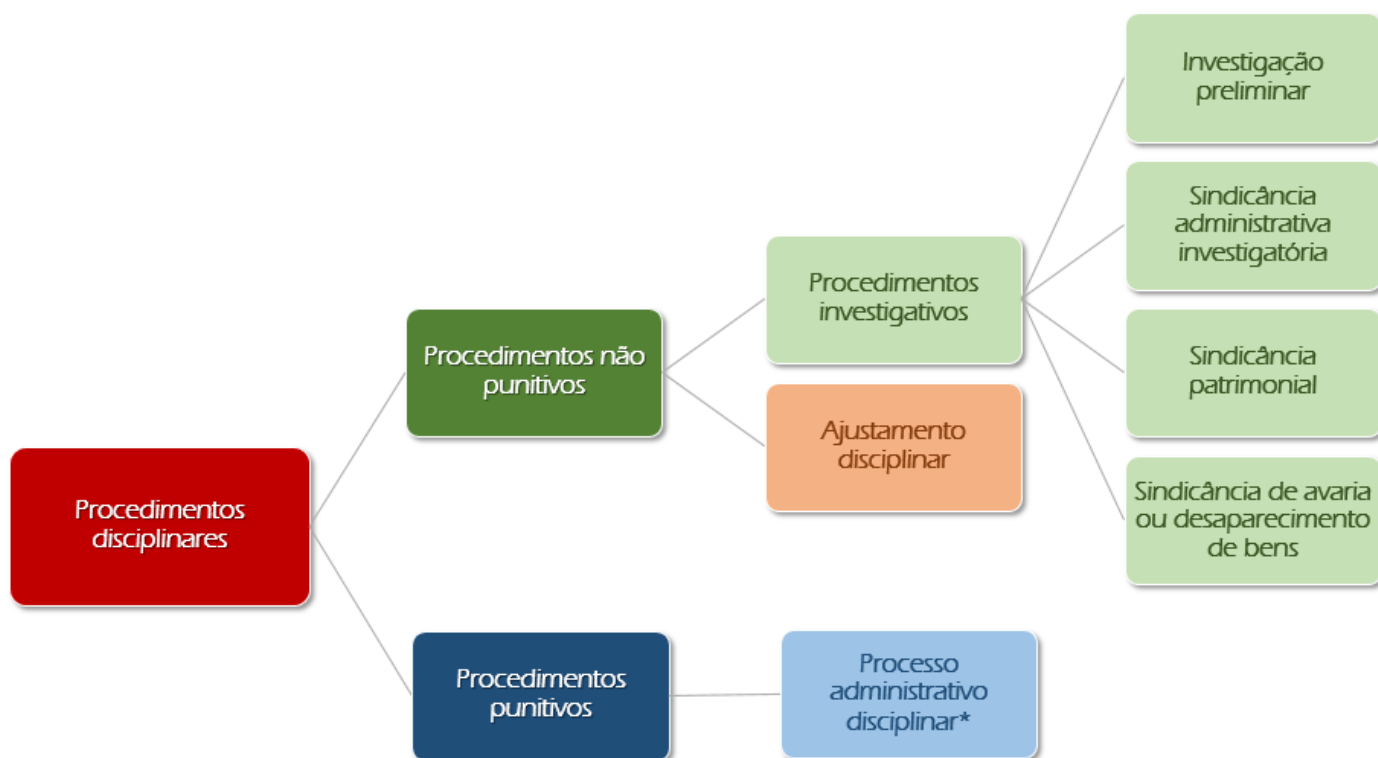 Procedimentos
disciplinares
Procedimentos não
punitivos
Procedimentos
investigativos
Investigação
preliminar
Sindicância
administrativa
investigatória
Sindicância
patrimonial
Sindicância de avaria
ou desaparecimento
de bens
Ajustamento
disciplinar
Procedimentos
punitivos
Processo
administrativo
disciplinar*